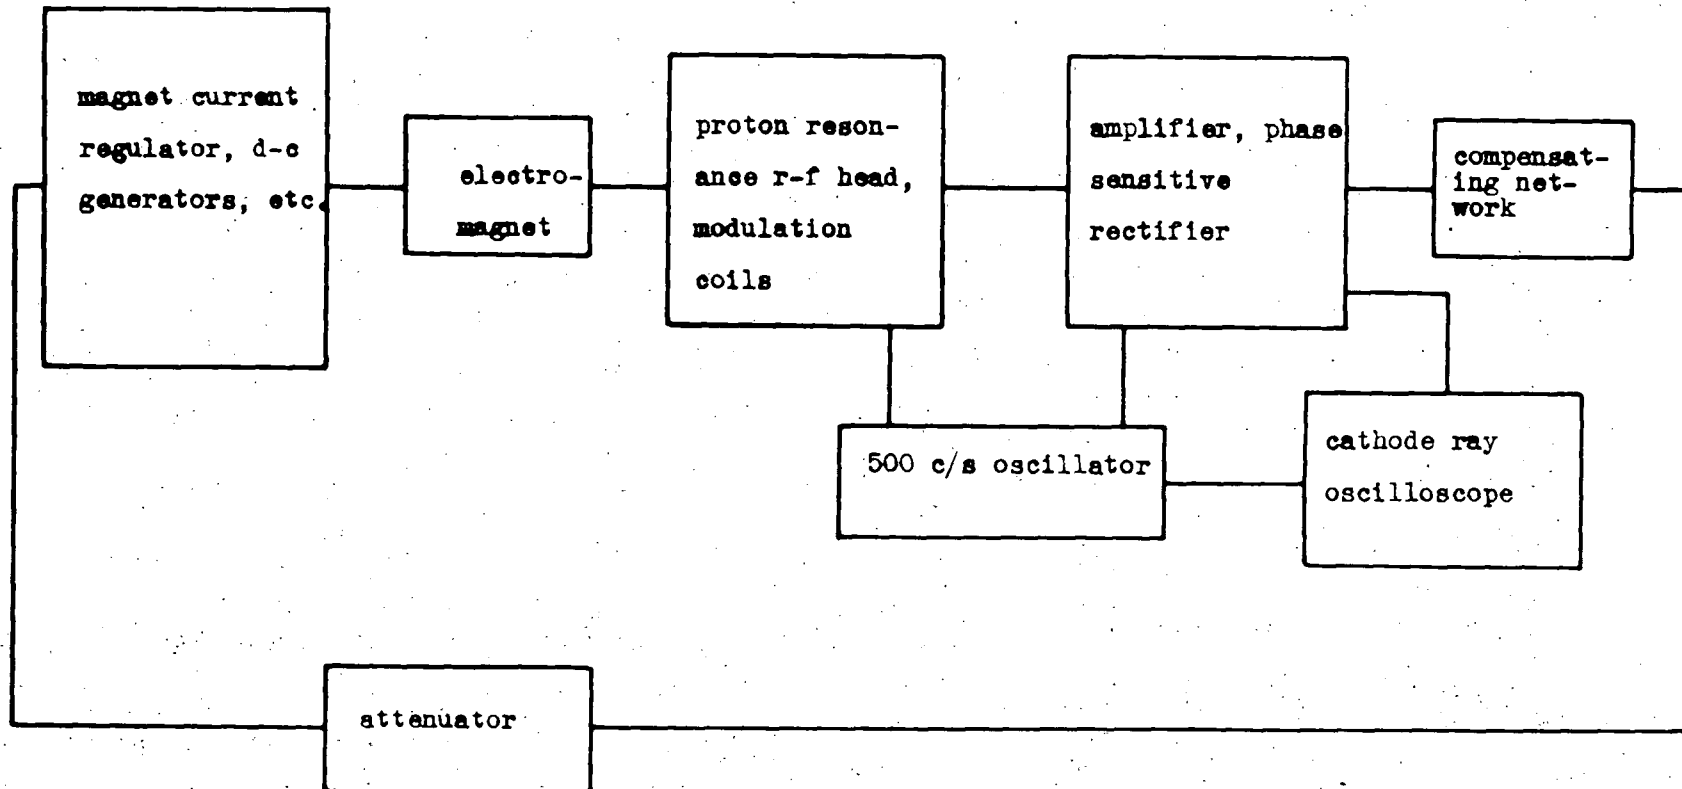 magnet current
regulator, d-c
generators, etc.
electro-
magnet
proton reson-
ance r-f head,
modulation
coils
amplifier, phase
sensitive
rectifier
compensat-
ing net-
work
500 c/s oscillator
cathode ray
oscilloscope
attenuator